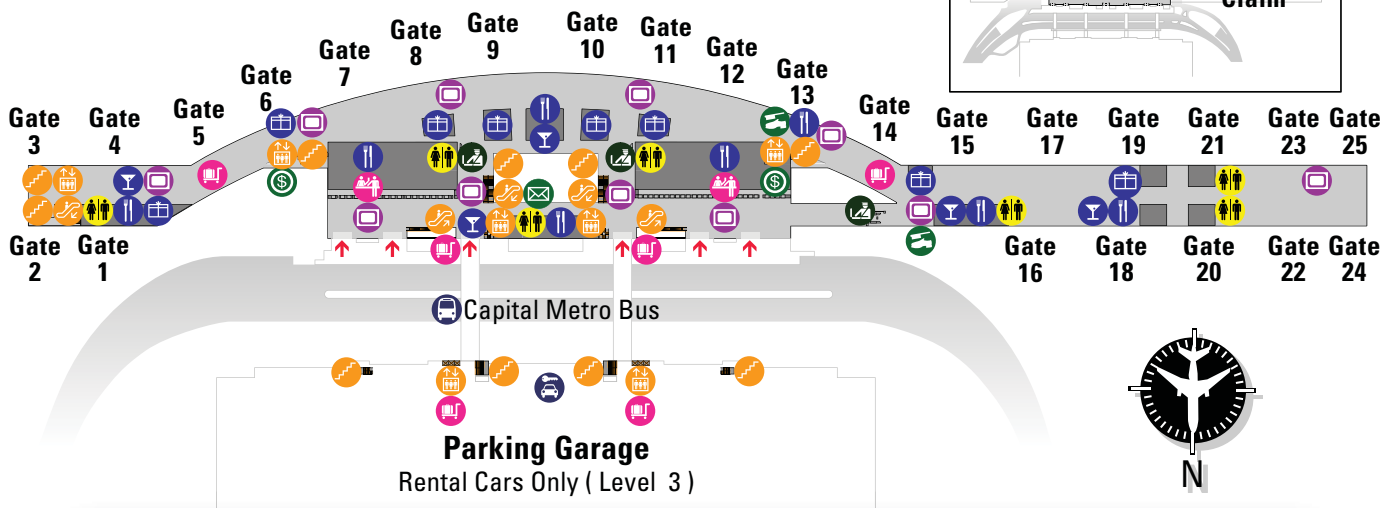 Claim
Gate
3
Gate
4
Gate
5
Gate
6
Gate
7
Gate
8
Gate
9
Gate
10
Gate
11
Gate
12
Gate
13
Gate
14
Gate
15
Gate
17
Gate
19
Gate
21
Gate
23
Gate
25
Gate
2
Gate
1
Gate
16
Gate
18
Gate
20
Gate
22
Gate
24
$
$
Capital Metro Bus
Parking Garage
Rental Cars Only ( Level 3 )
N